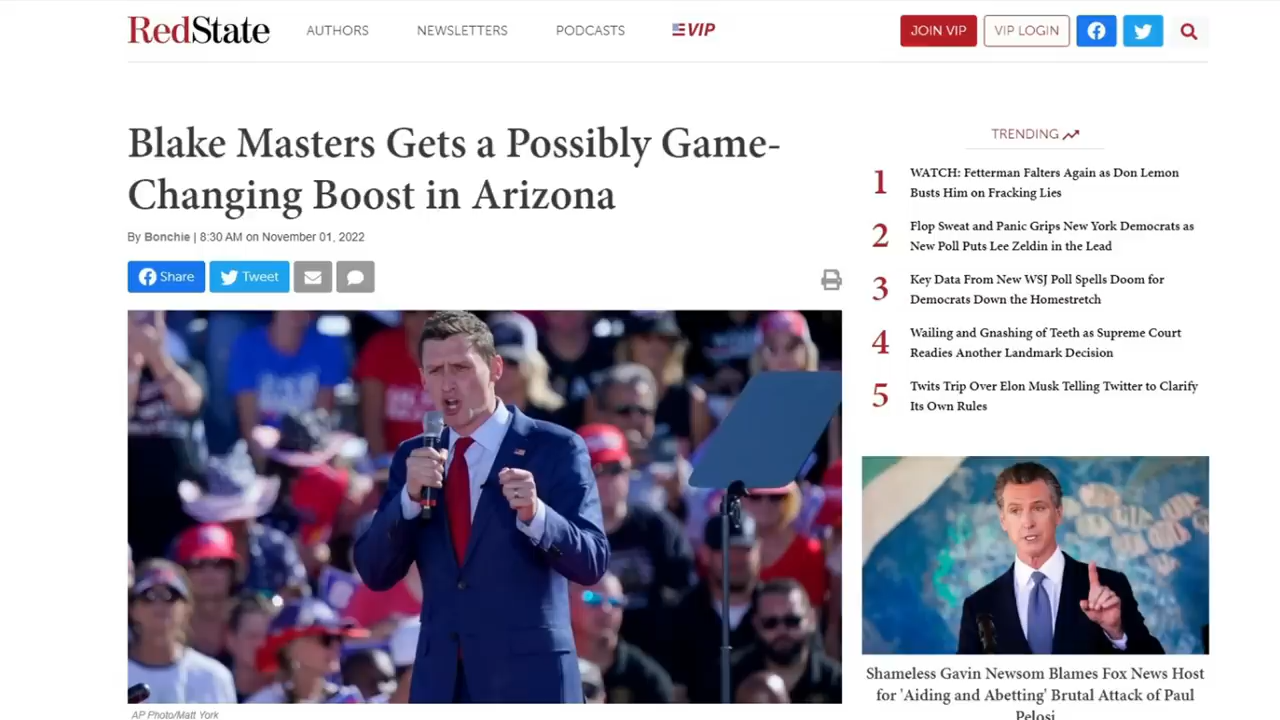 RedState
AUTHORS
NEWSLETTERS
PODCASTS
VIP
JOIN VIP
VIP LOGIN
Blake Masters Gets a Possibly Game-
Changing Boost in Arizona
By Bonchie | 8:30 AM on November 01, 2022
Share
Tweet
AP Photo/Matt York
TRENDING
1
WATCH: Fetterman Falters Again as Don Lemon
Busts Him on Fracking Lies
2
Flop Sweat and Panic Grips New York Democrats as
New Poll Puts Lee Zeldin in the Lead
3
Key Data From New WSJ Poll Spells Doom for
Democrats Down the Homestretch
4
Wailing and Gnashing of Teeth as Supreme Court
Readies Another Landmark Decision
5
Twits Trip Over Elon Musk Telling Twitter to Clarify
Its Own Rules
Shameless Gavin Newsom Blames Fox News Host
for 'Aiding and Abetting' Brutal Attack of Paul
Pelosi